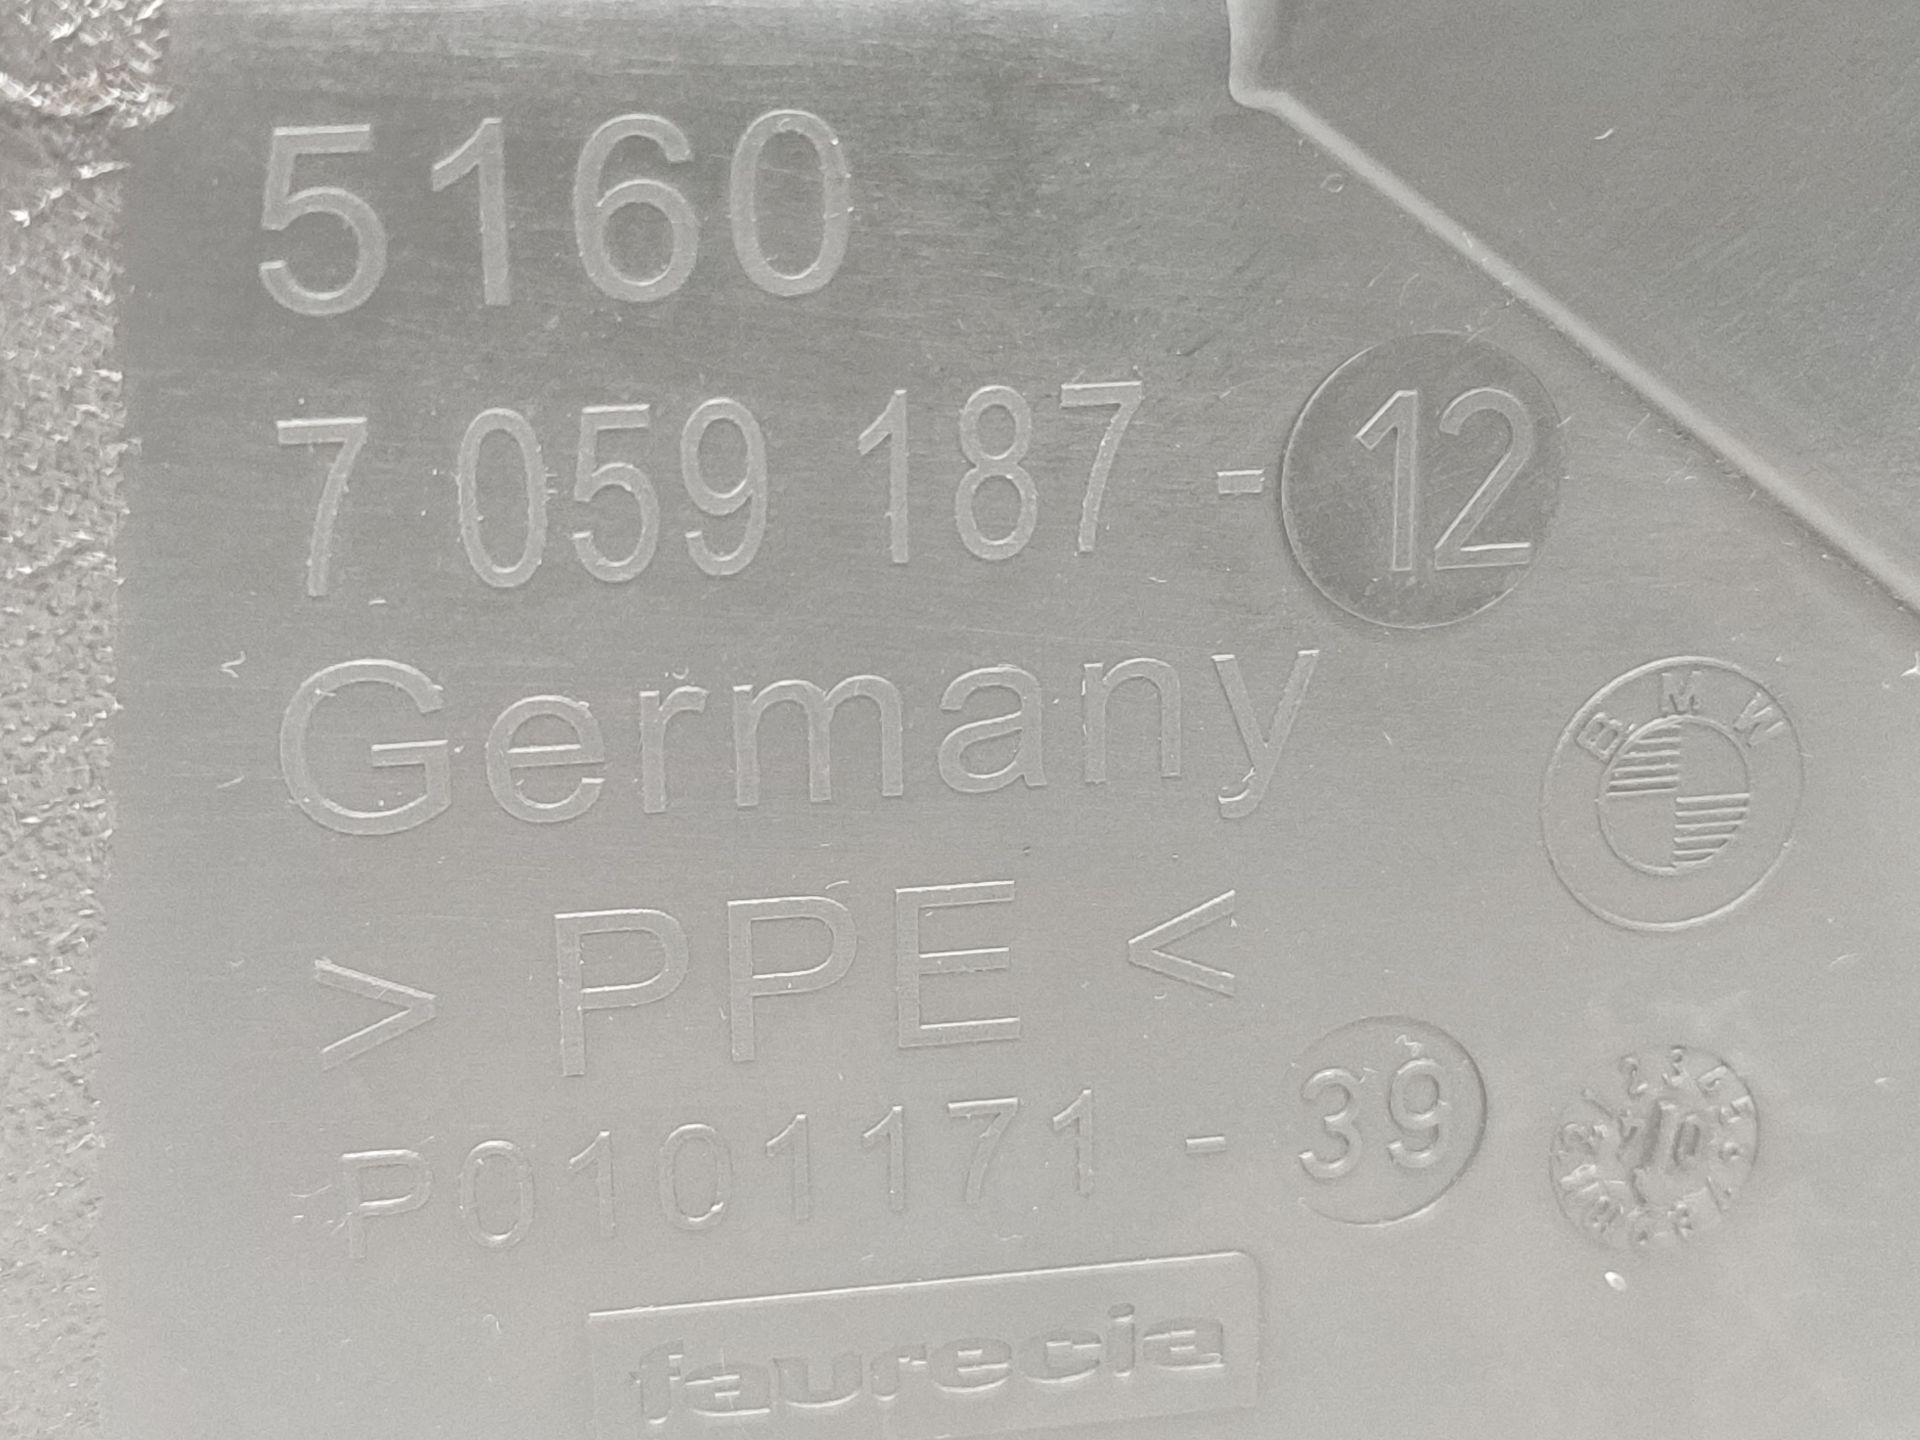 5160
7 059 187 - 12
Germany
BMW
> PPE <
P0101171 - 39
faurecia